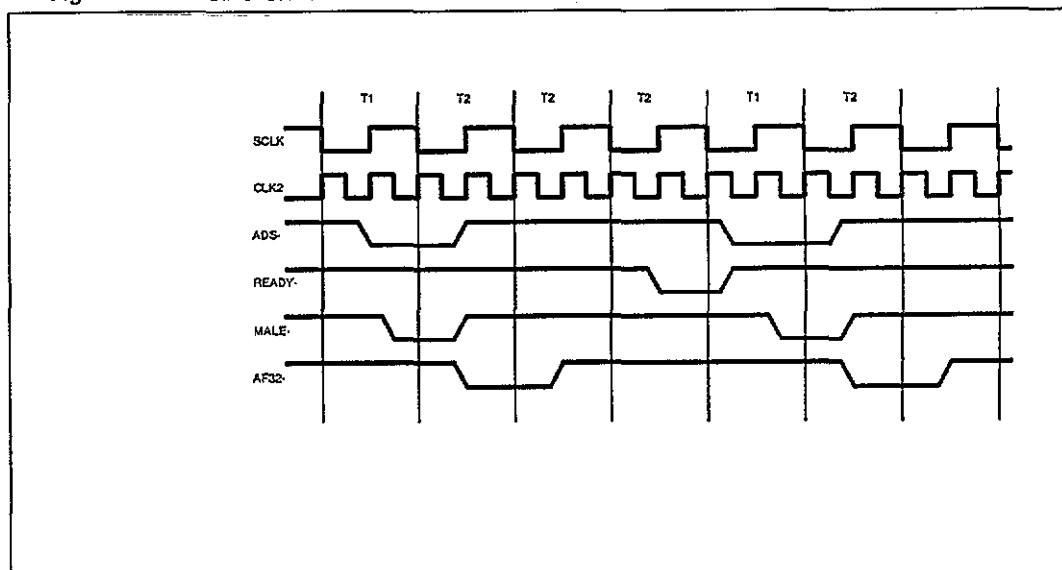 T1 T2 T2 T2 T1 T2
SCLK
CLK2
ADS-
READY-
MALE-
AF32-